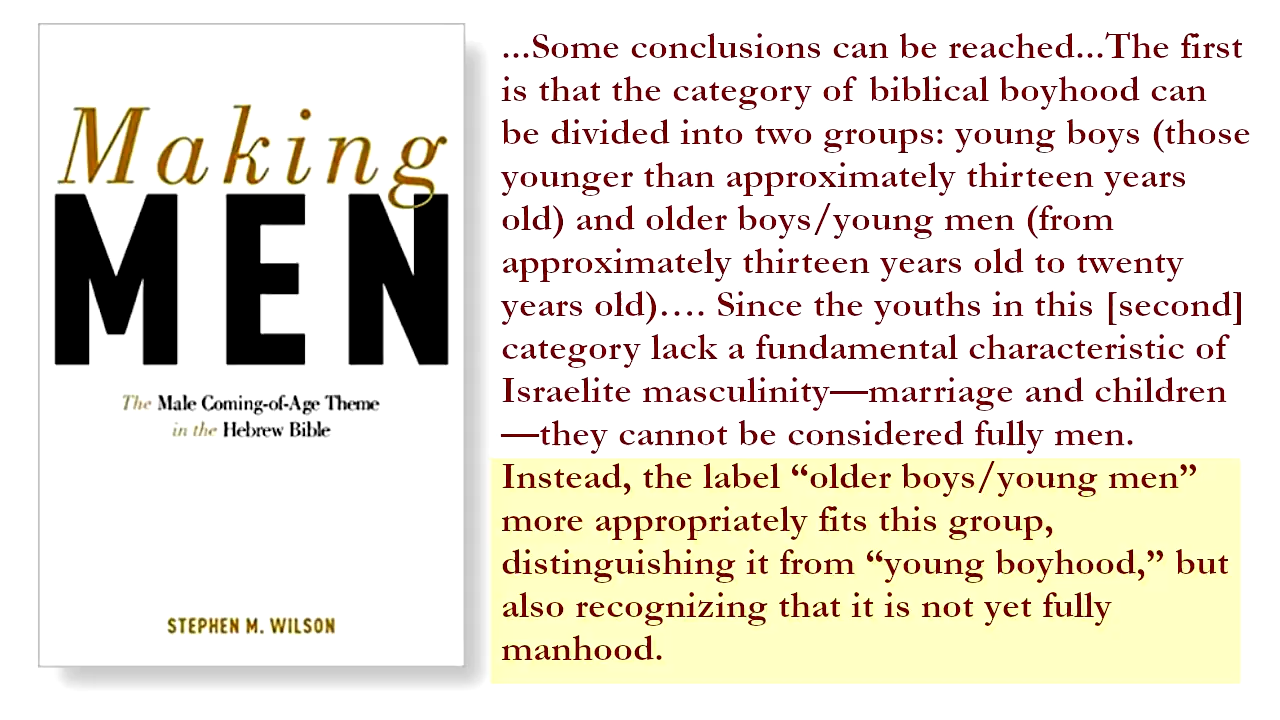 Making
MEN
The Male Coming-of-Age Theme
in the Hebrew Bible
STEPHEN M. WILSON
...Some conclusions can be reached...The first
is that the category of biblical boyhood can
be divided into two groups: young boys (those
younger than approximately thirteen years
old) and older boys/young men (from
approximately thirteen years old to twenty
years old).... Since the youths in this [second]
category lack a fundamental characteristic of
Israelite masculinity—marriage and children
—they cannot be considered fully men.
Instead, the label “older boys/young men”
more appropriately fits this group,
distinguishing it from “young boyhood,” but
also recognizing that it is not yet fully
manhood.